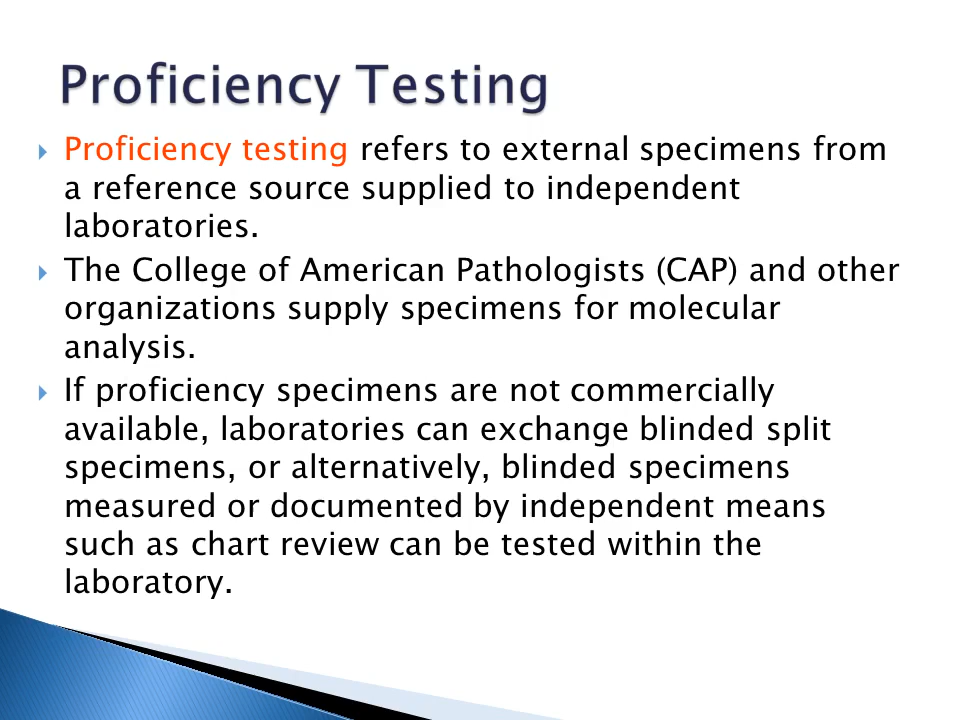 Proficiency Testing
Proficiency testing refers to external specimens from
a reference source supplied to independent
laboratories.
The College of American Pathologists (CAP) and other
organizations supply specimens for molecular
analysis.
If proficiency specimens are not commercially
available, laboratories can exchange blinded split
specimens, or alternatively, blinded specimens
measured or documented by independent means
such as chart review can be tested within the
laboratory.